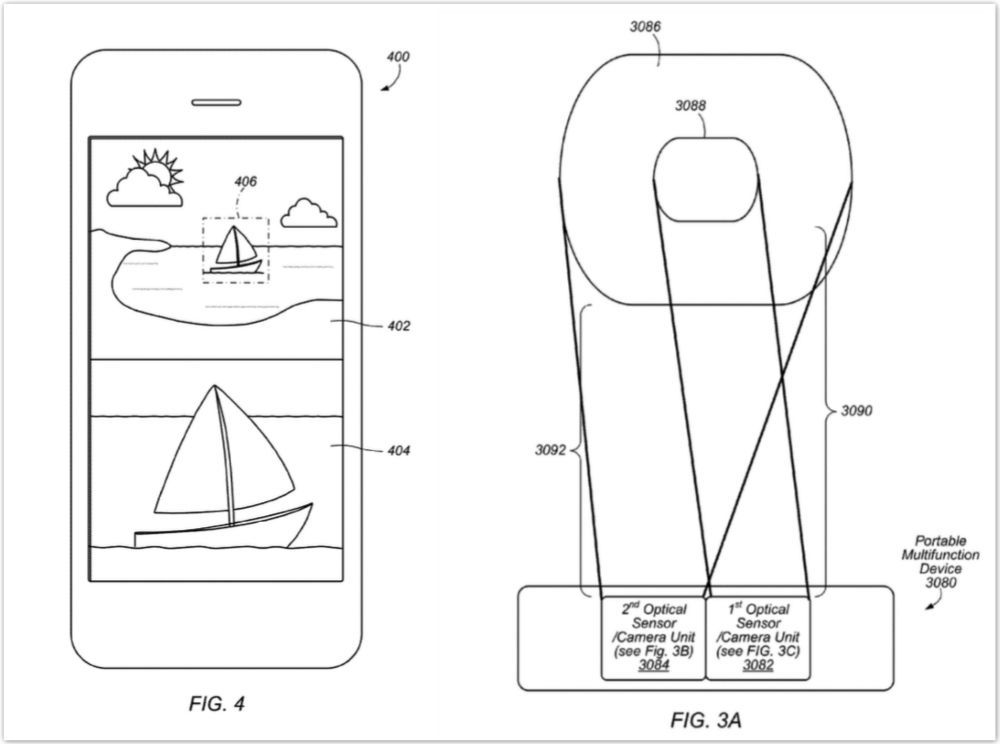 400
406
402
404
FIG. 4
3086
3088
3090
3092
Portable
Multifunction
Device
3080
2nd Optical
Sensor
/Camera Unit
(see Fig. 3B)
3084
1st Optical
Sensor
/Camera Unit
(see FIG. 3C)
3082
FIG. 3A